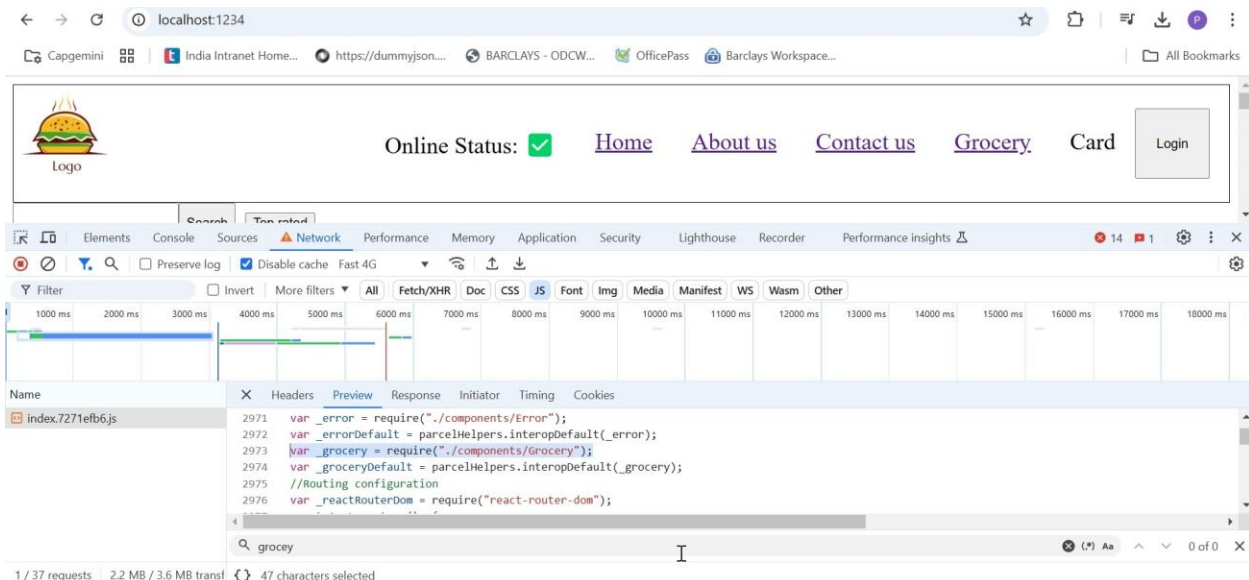 localhost:1234
Capgemini India Intranet Home... https://dummyjson.... BARCLAYS - ODCW... OfficePass Barclays Workspace... All Bookmarks
P
Logo
Online Status: Home About us Contact us Grocery Card Login
Search Top rated
Elements Console Sources Network Performance Memory Application Security Lighthouse Recorder Performance insights 14 1
Preserve log Disable cache Fast 4G
Filter Invert More filters All Fetch/XHR Doc CSS JS Font Img Media Manifest WS Wasm Other
1000 ms 2000 ms 3000 ms 4000 ms 5000 ms 6000 ms 7000 ms 8000 ms 9000 ms 10000 ms 11000 ms 12000 ms 13000 ms 14000 ms 15000 ms 16000 ms 17000 ms 18000 ms
Name Headers Preview Response Initiator Timing Cookies
index.7271efb6.js
2971 var _error = require("./components/Error");
2972 var _errorDefault = parcelHelpers.interopDefault(_error);
2973 var _grocery = require("./components/Grocery");
2974 var _groceryDefault = parcelHelpers.interopDefault(_grocery);
2975 //Routing configuration
2976 var _reactRouterDom = require("react-router-dom");
grocey (.*) Aa 0 of 0
1 / 37 requests 2.2 MB / 3.6 MB transf {} 47 characters selected